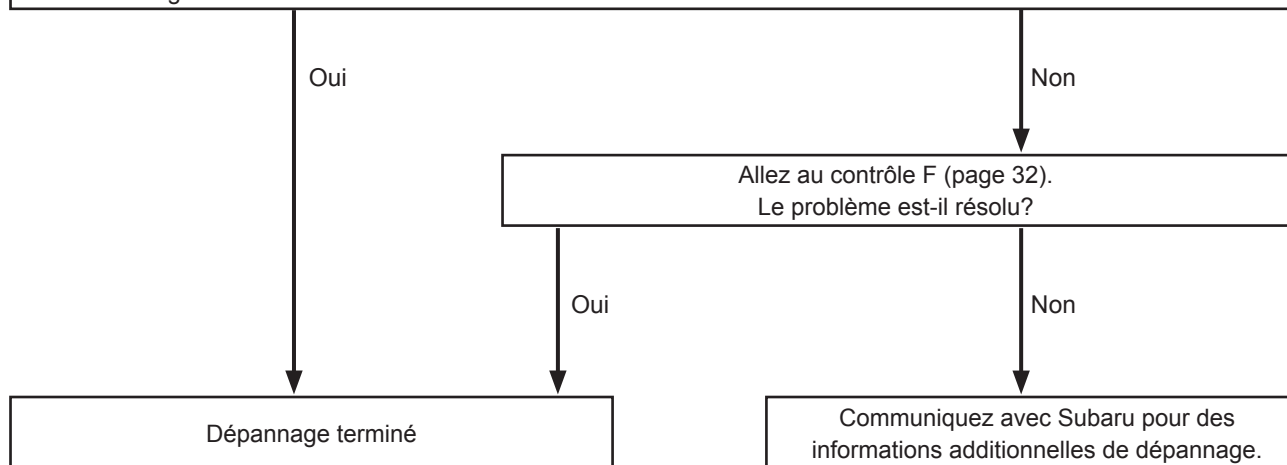 Oui
Non
Allez au contrôle F (page 32).
Le problème est-il résolu?
Oui
Non
Dépannage terminé
Communiquez avec Subaru pour des
informations additionnelles de dépannage.